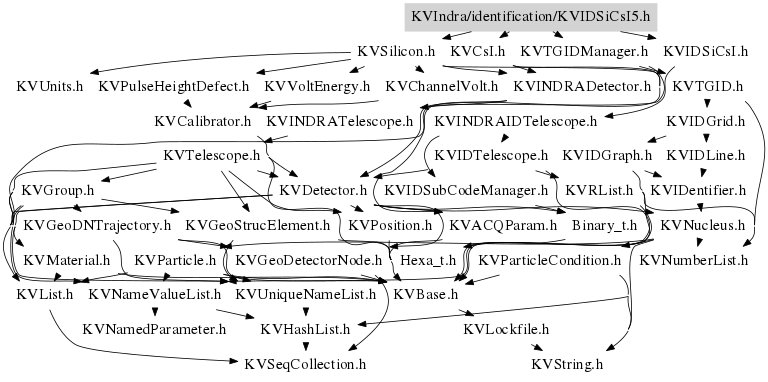 KVIndra/identification/KVIDSiCsI5.h
KVSilicon.h KVCsI.h KVTGIDManager.h KVIDSiCsI.h
KVUnits.h KVPulseHeightDefect.h KVVoltEnergy.h KVChannelVolt.h KVINDRADetector.h KVTGID.h
KVCalibrator.h KVINDRATelescope.h KVINDRAIDTelescope.h KVIDGrid.h
KVTelescope.h KVIDTelescope.h KVIDGraph.h KVIDLine.h
KVGroup.h KVDetector.h KVIDSubCodeManager.h KVRList.h KVIDentifier.h
KVGeoDNTrajectory.h KVGeoStrucElement.h KVPosition.h KVACQParam.h Binary_t.h KVNucleus.h
KVMaterial.h KVParticle.h KVGeoDetectorNode.h Hexa_t.h KVParticleCondition.h KVNumberList.h
KVList.h KVNameValueList.h KVUniqueNameList.h KVBase.h
KVNamedParameter.h KVHashList.h KVLockfile.h
KVSeqCollection.h KVString.h